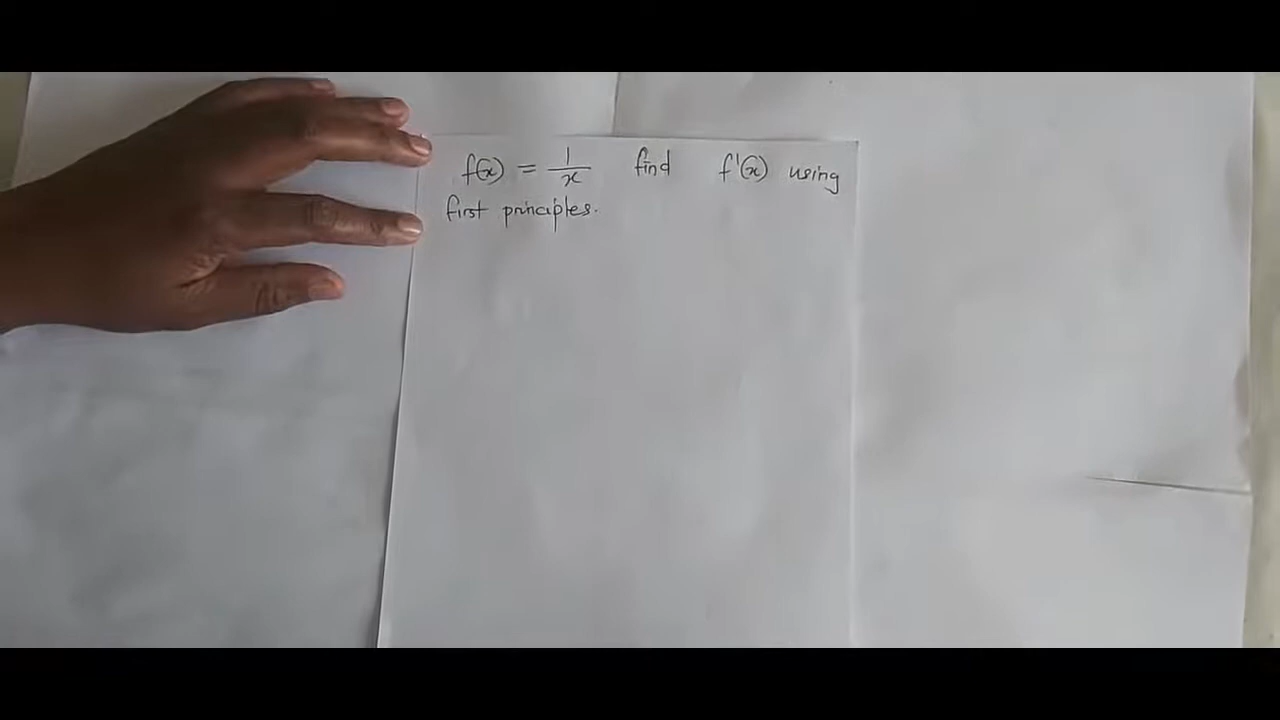 f(x) = 1/x find f'(x) using
first principles.